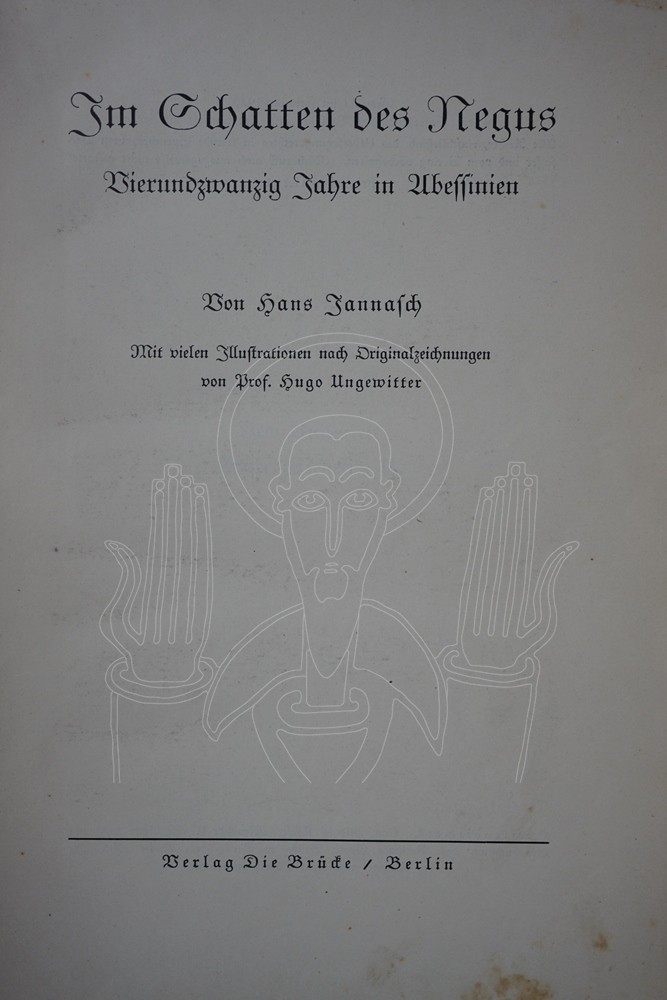 Im Schatten des Negus
Vierundzwanzig Jahre in Abessinien
Von Hans Jannasch
Mit vielen Illustrationen nach Originalzeichnungen
von Prof. Hugo Ungewitter
Verlag Die Brücke / Berlin